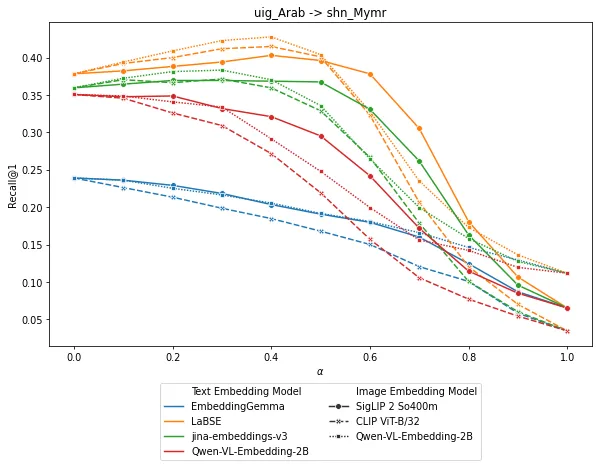 uig_Arab -> shn_Mymr
Recall@1
0.40
0.35
0.30
0.25
0.20
0.15
0.10
0.05
0.0 0.2 0.4 0.6 0.8 1.0
α
Text Embedding Model
EmbeddingGemma
LaBSE
jina-embeddings-v3
Qwen-VL-Embedding-2B
Image Embedding Model
SigLIP 2 So400m
CLIP ViT-B/32
Qwen-VL-Embedding-2B